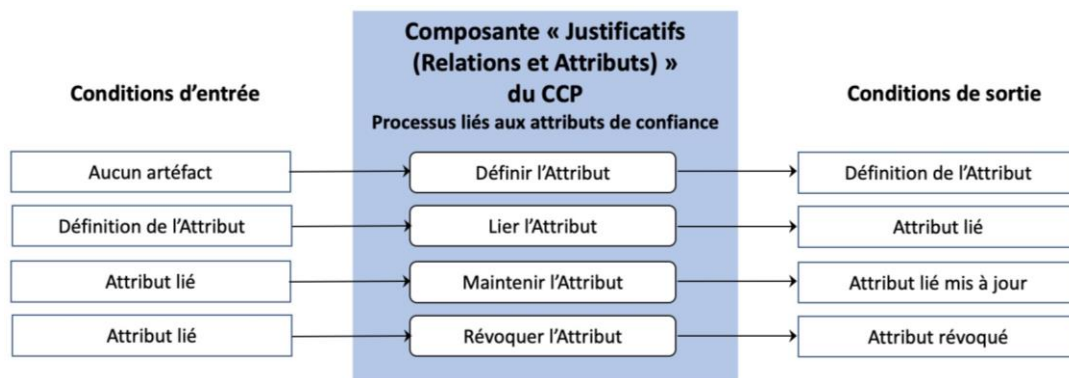 Composante « Justificatifs
(Relations et Attributs) »
du CCP
Processus liés aux attributs de confiance
Conditions d’entrée
Conditions de sortie
Aucun artéfact
Définir l’Attribut
Définition de l’Attribut
Définition de l’Attribut
Lier l’Attribut
Attribut lié
Attribut lié
Maintenir l’Attribut
Attribut lié mis à jour
Attribut lié
Révoquer l’Attribut
Attribut révoqué